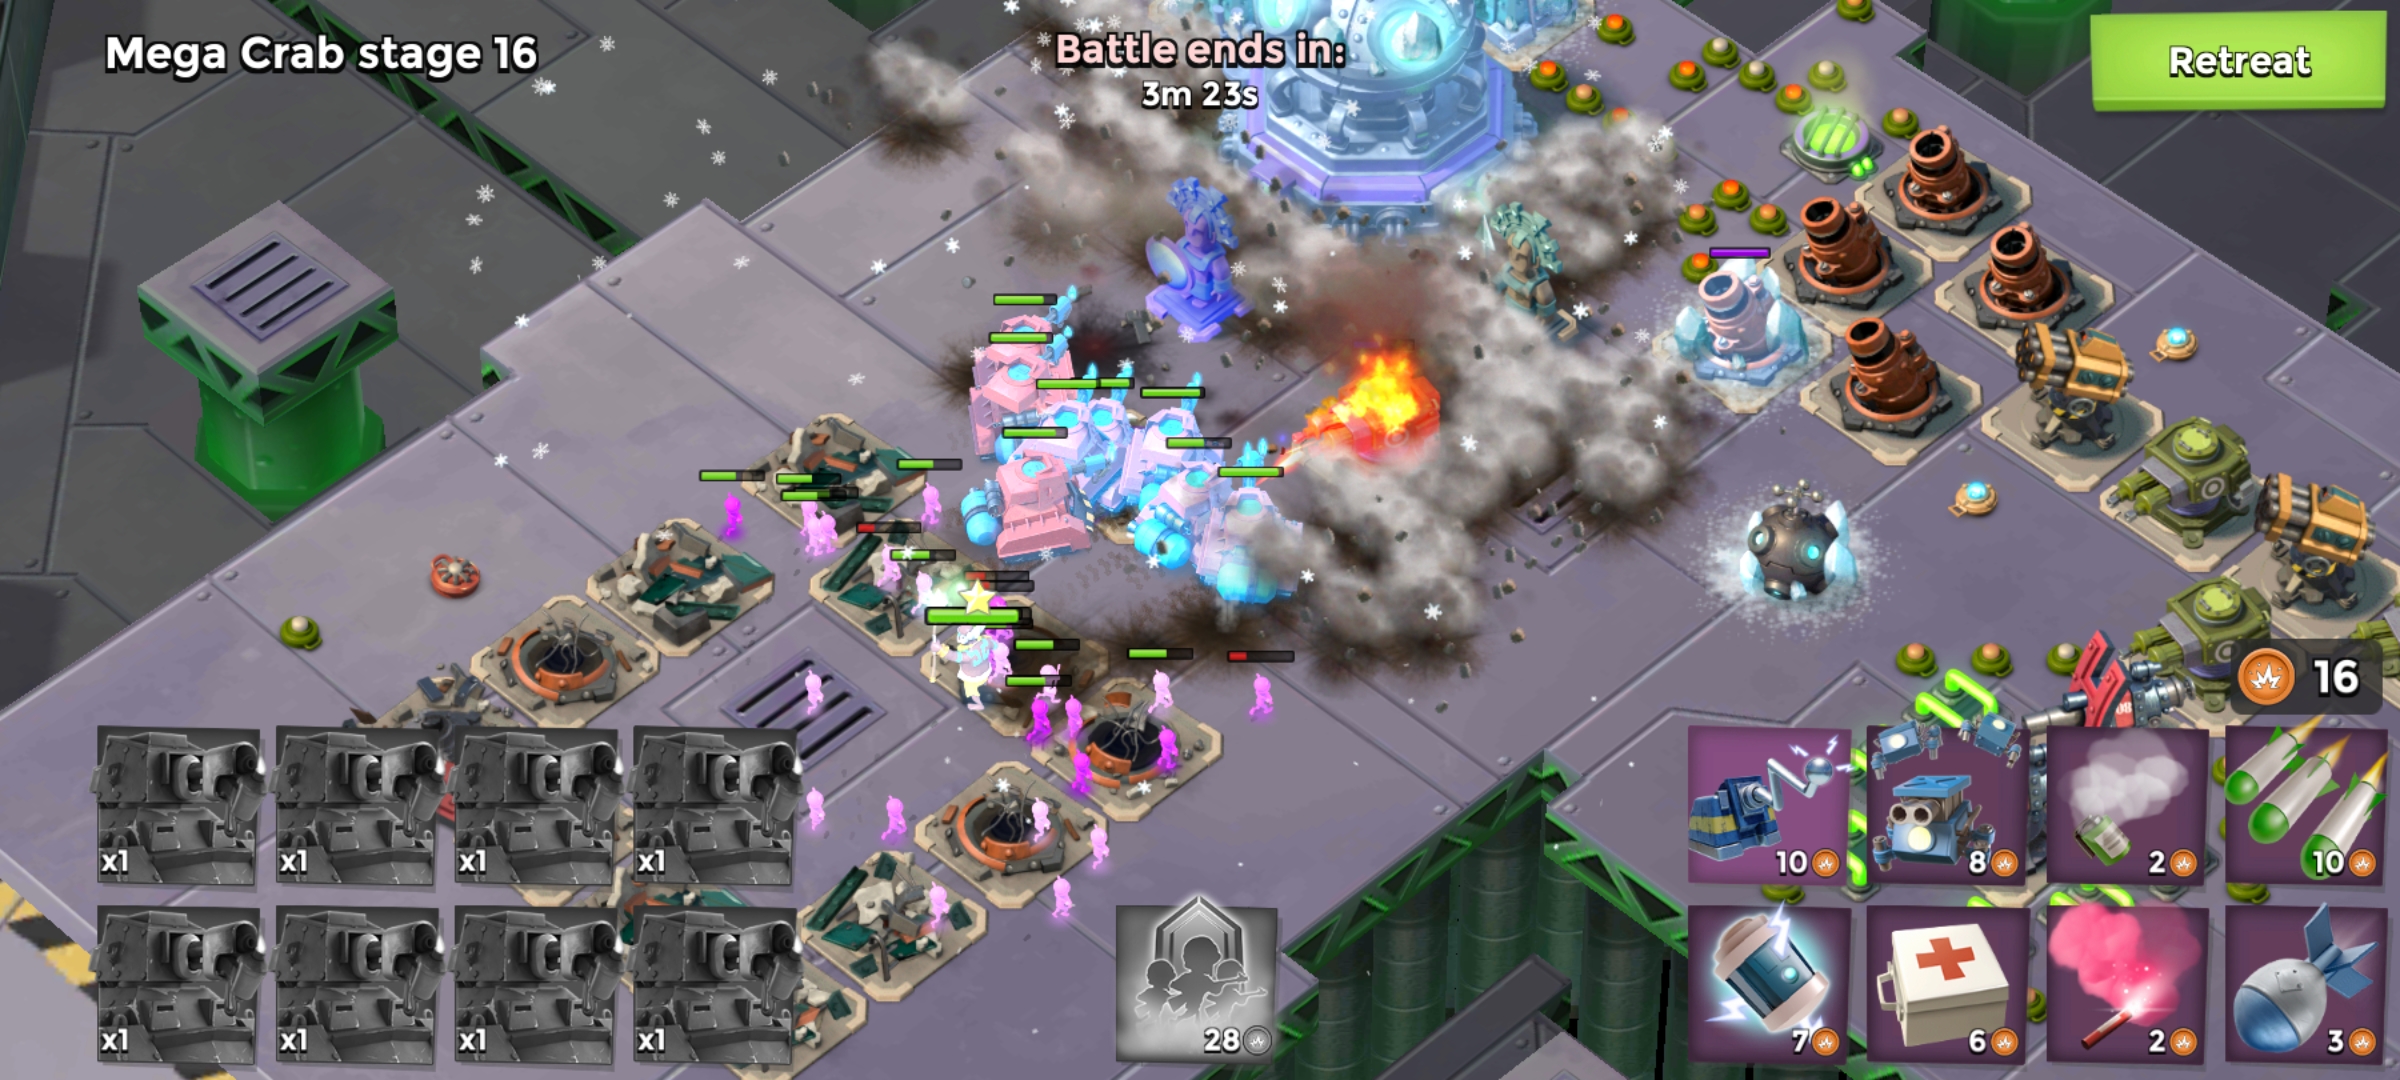 Mega Crab stage 16
Battle ends in:
3m 23s
Retreat
16
x1
x1
x1
x1
10
8
2
10
x1
x1
x1
x1
28
7
6
2
3